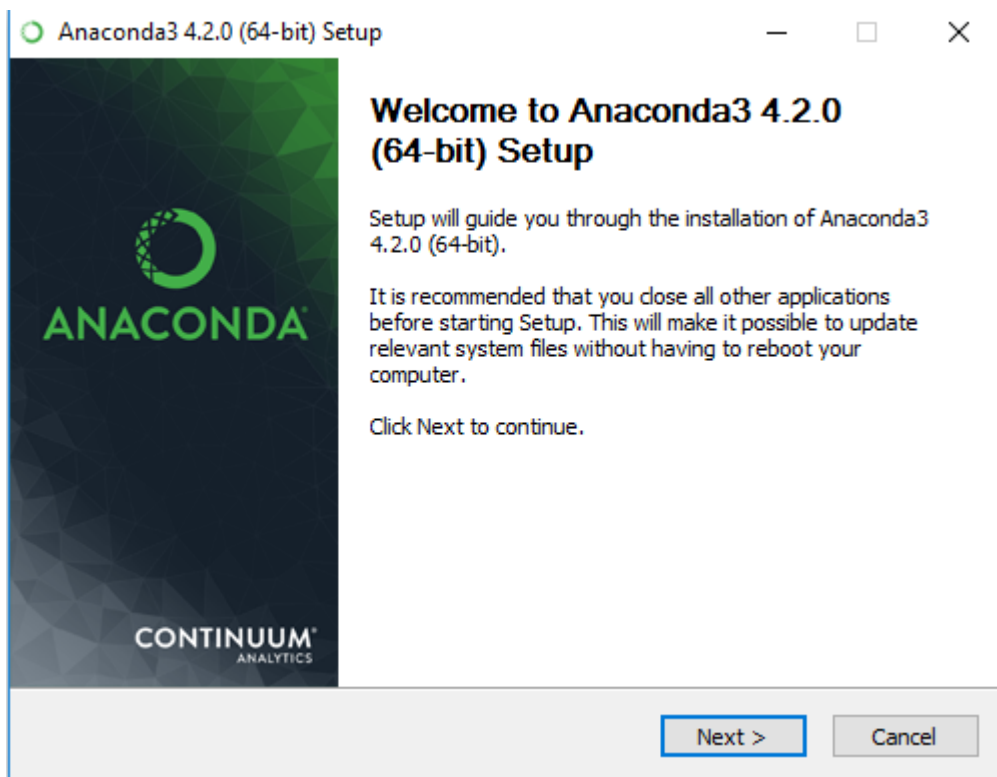 Anaconda3 4.2.0 (64-bit) Setup
ANACONDA®
CONTINUUM®
ANALYTICS
Welcome to Anaconda3 4.2.0
(64-bit) Setup
Setup will guide you through the installation of Anaconda3
4.2.0 (64-bit).
It is recommended that you close all other applications
before starting Setup. This will make it possible to update
relevant system files without having to reboot your
computer.
Click Next to continue.
Next >
Cancel